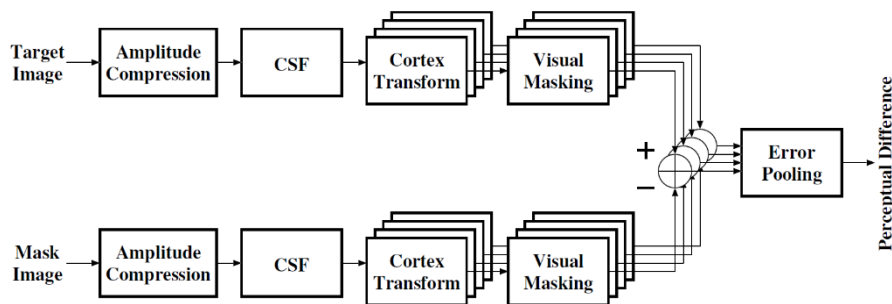 Target
Image
Amplitude
Compression
CSF
Cortex
Transform
Visual
Masking
+
−
Error
Pooling
Perceptual Difference
Mask
Image
Amplitude
Compression
CSF
Cortex
Transform
Visual
Masking